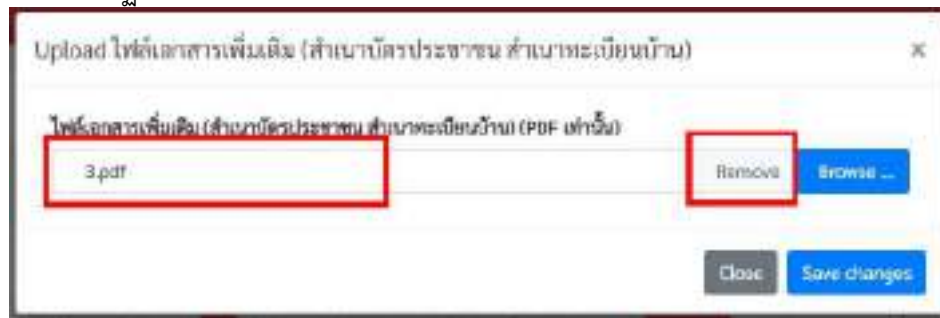 Upload ไฟล์เอกสารเพิ่มเติม (สำเนาบัตรประชาชน สำเนาทะเบียนบ้าน) ×
ไฟล์เอกสารเพิ่มเติม (สำเนาบัตรประชาชน สำเนาทะเบียนบ้าน) (PDF เท่านั้น)
3.pdf Remove Browse ...
Close Save changes